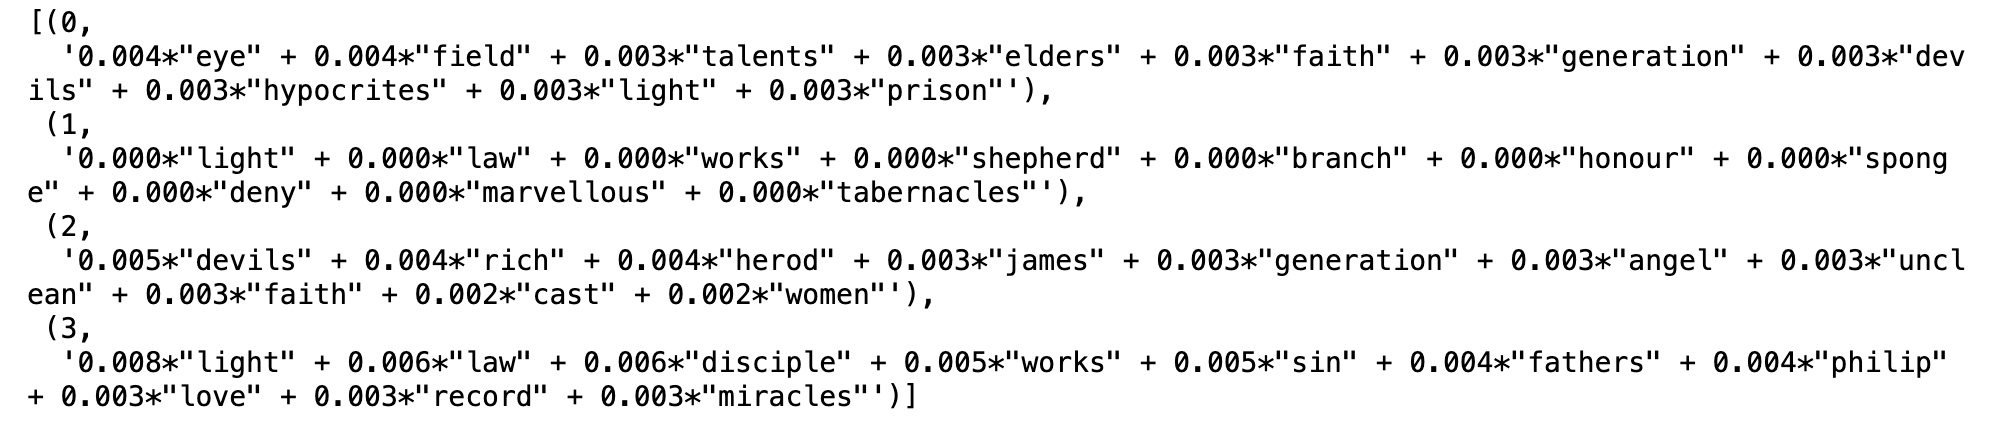 [(0,
'0.004*"eye" + 0.004*"field" + 0.003*"talents" + 0.003*"elders" + 0.003*"faith" + 0.003*"generation" + 0.003*"dev
ils" + 0.003*"hypocrites" + 0.003*"light" + 0.003*"prison"'),
(1,
'0.000*"light" + 0.000*"law" + 0.000*"works" + 0.000*"shepherd" + 0.000*"branch" + 0.000*"honour" + 0.000*"spong
e" + 0.000*"deny" + 0.000*"marvellous" + 0.000*"tabernacles"'),
(2,
'0.005*"devils" + 0.004*"rich" + 0.004*"herod" + 0.003*"james" + 0.003*"generation" + 0.003*"angel" + 0.003*"uncl
ean" + 0.003*"faith" + 0.002*"cast" + 0.002*"women"'),
(3,
'0.008*"light" + 0.006*"law" + 0.006*"disciple" + 0.005*"works" + 0.005*"sin" + 0.004*"fathers" + 0.004*"philip"
+ 0.003*"love" + 0.003*"record" + 0.003*"miracles"')]